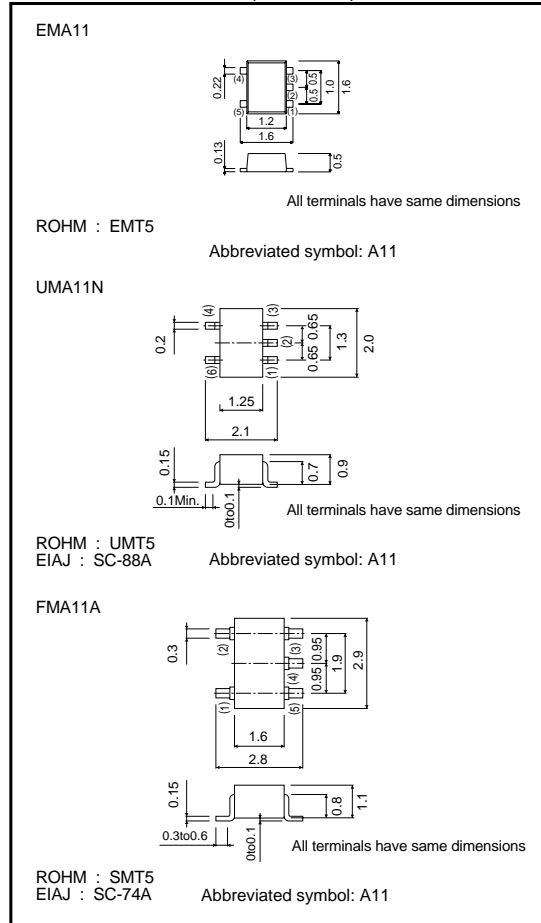 EMA11
0.22
(4)
(3)
0.5
0.5
1.0
1.6
(2)
(5)
(1)
1.2
1.6
0.13
0.5
All terminals have same dimensions
ROHM : EMT5
Abbreviated symbol: A11
UMA11N
(4)
(3)
0.2
(2)
0.65
0.65
1.3
2.0
(6)
(1)
1.25
2.1
0.15
0.7
0.9
0.1Min.
0to0.1
All terminals have same dimensions
ROHM : UMT5
EIAJ : SC-88A
Abbreviated symbol: A11
FMA11A
0.3
(2)
(3)
0.95
0.95
1.9
2.9
(4)
(1)
(5)
1.6
2.8
0.15
0.8
1.1
0.3to0.6
0to0.1
All terminals have same dimensions
ROHM : SMT5
EIAJ : SC-74A
Abbreviated symbol: A11